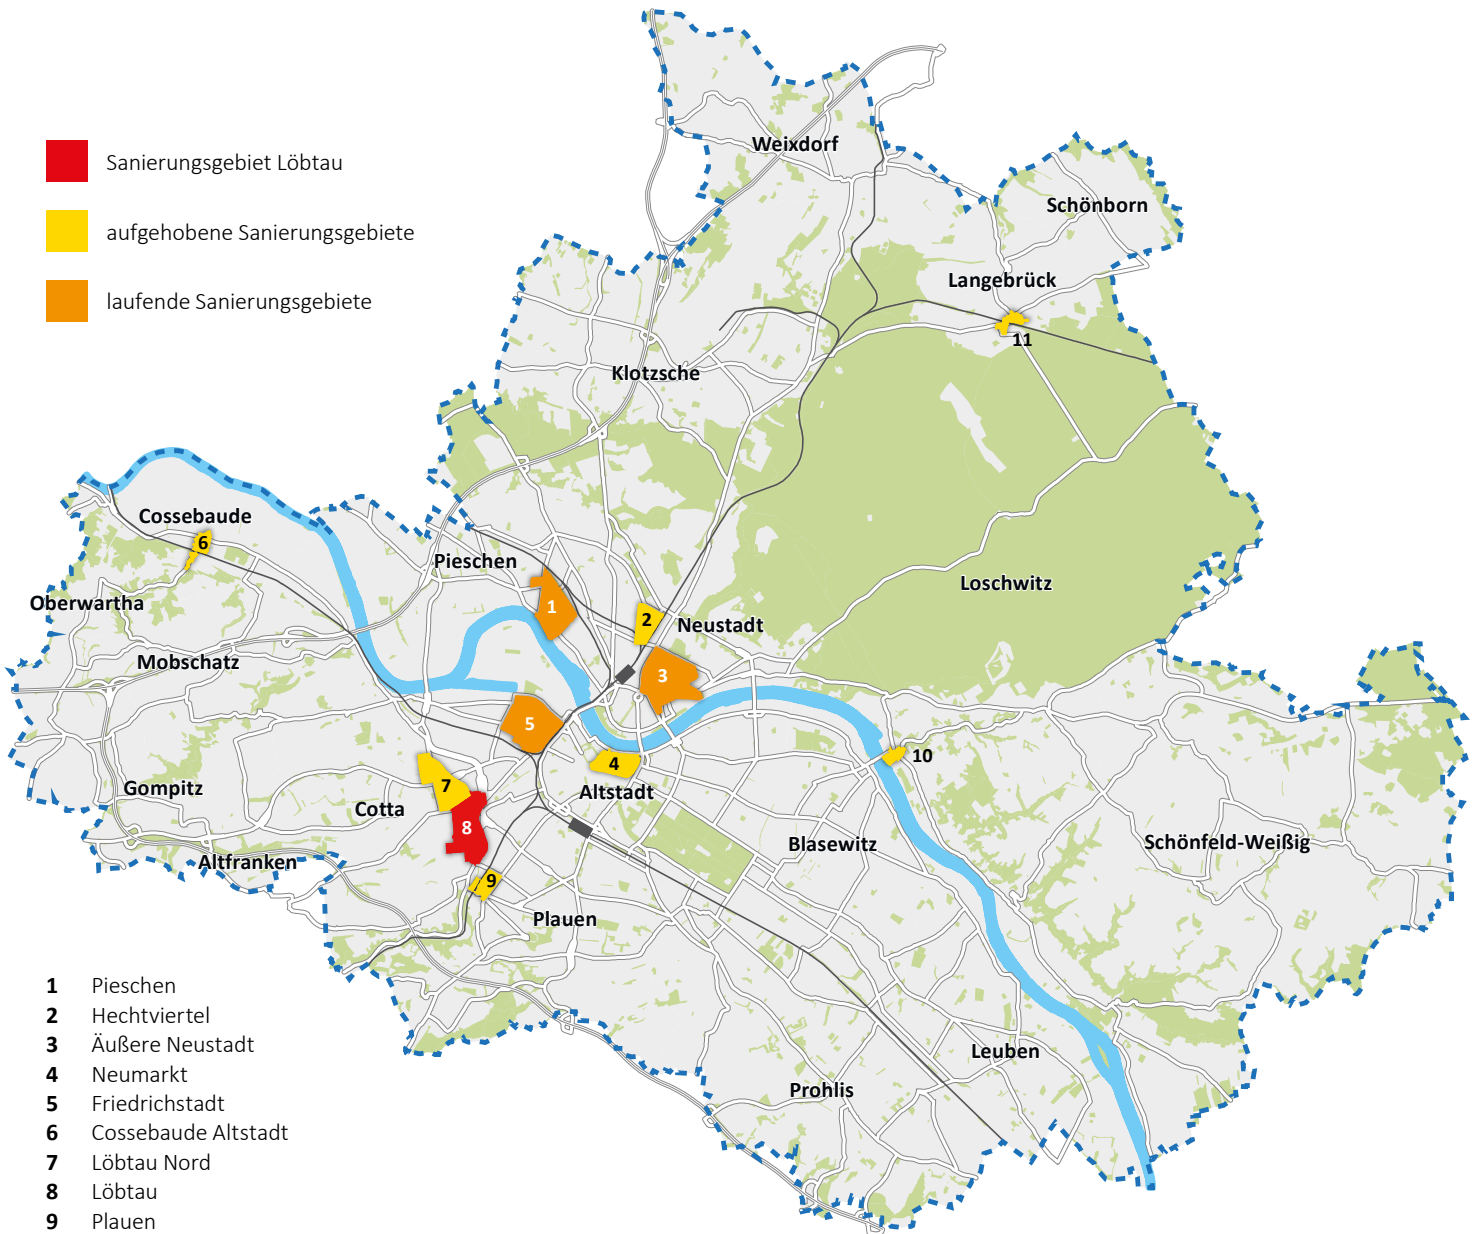 Weixdorf
Sanierungsgebiet Löbtau
Schönborn
aufgehobene Sanierungsgebiete
Langebrück
laufende Sanierungsgebiete
11
Klotzsche
Cossebaude
6
Pieschen
Loschwitz
Oberwartha
1
2
Neustadt
Mobschatz
3
5
10
4
7
Gompitz
Altstadt
Cotta
8
Blasewitz
Schönfeld-Weißig
Altfranken
9
Plauen
1 Pieschen
2 Hechtviertel
3 Äußere Neustadt
Leuben
4 Neumarkt
Prohlis
5 Friedrichstadt
6 Cossebaude Altstadt
7 Löbtau Nord
8 Löbtau
9 Plauen